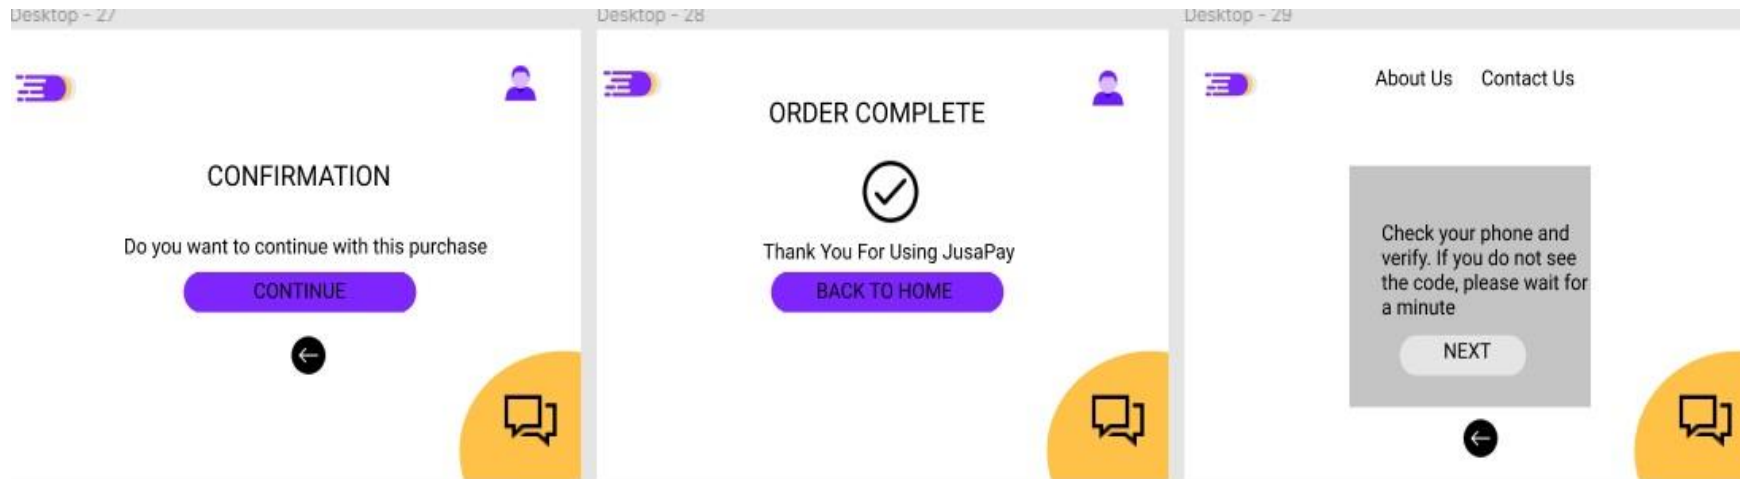 Desktop - 27
CONFIRMATION
Do you want to continue with this purchase
CONTINUE
Desktop - 28
ORDER COMPLETE
Thank You For Using JusaPay
BACK TO HOME
Desktop - 29
About Us Contact Us
Check your phone and
verify. If you do not see
the code, please wait for
a minute
NEXT